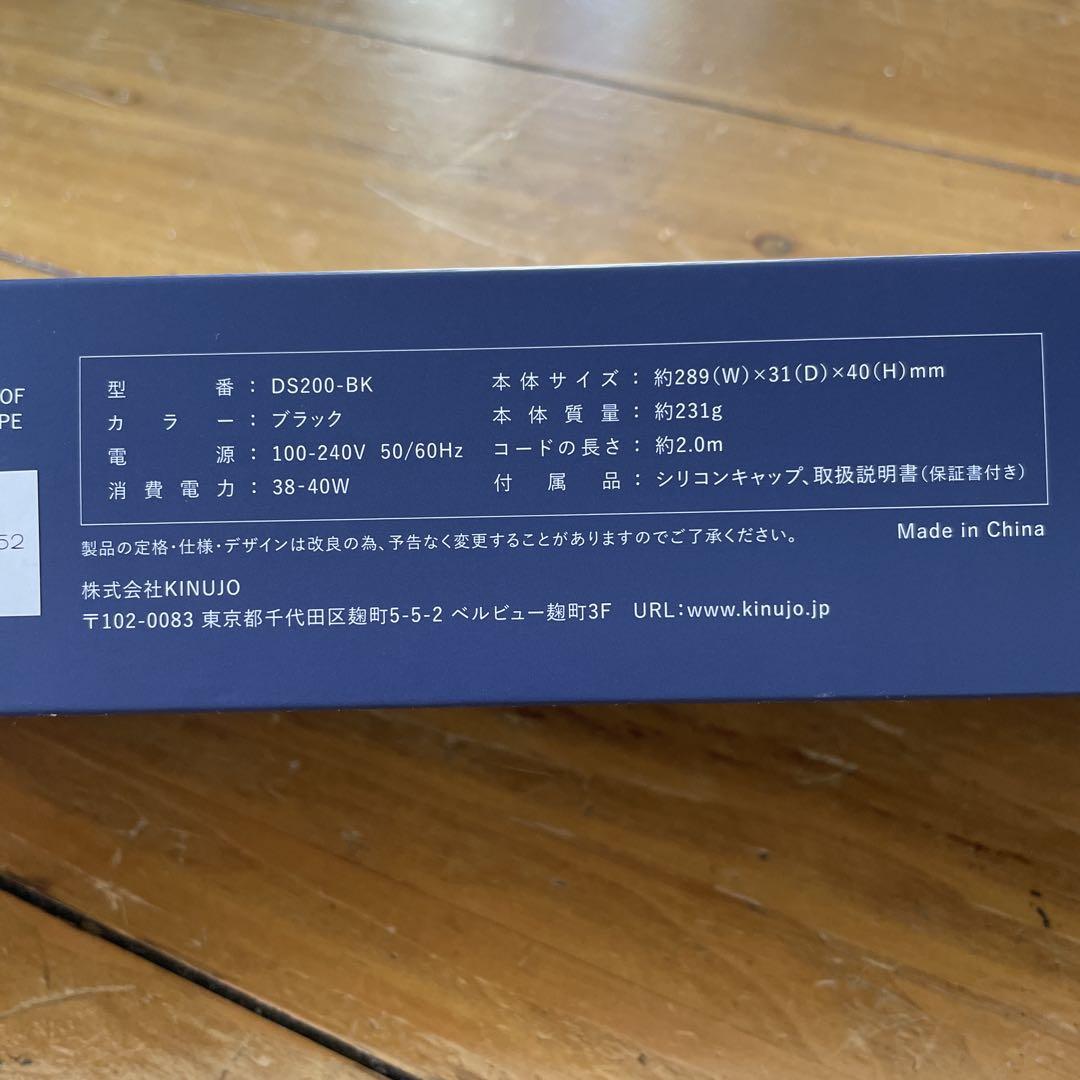 OF
PE
52
型番：DS200-BK
カラー：ブラック
電源：100-240V 50/60Hz
消費電力：38-40W
本体サイズ：約289(W)×31(D)×40(H)mm
本体質量：約231g
コードの長さ：約2.0m
付属品：シリコンキャップ、取扱説明書(保証書付き)
製品の定格・仕様・デザインは改良の為、予告なく変更することがありますのでご了承ください。
Made in China
株式会社KINUJO
〒102-0083 東京都千代田区麹町5-5-2 ベルビュー麹町3F URL：www.kinujo.jp